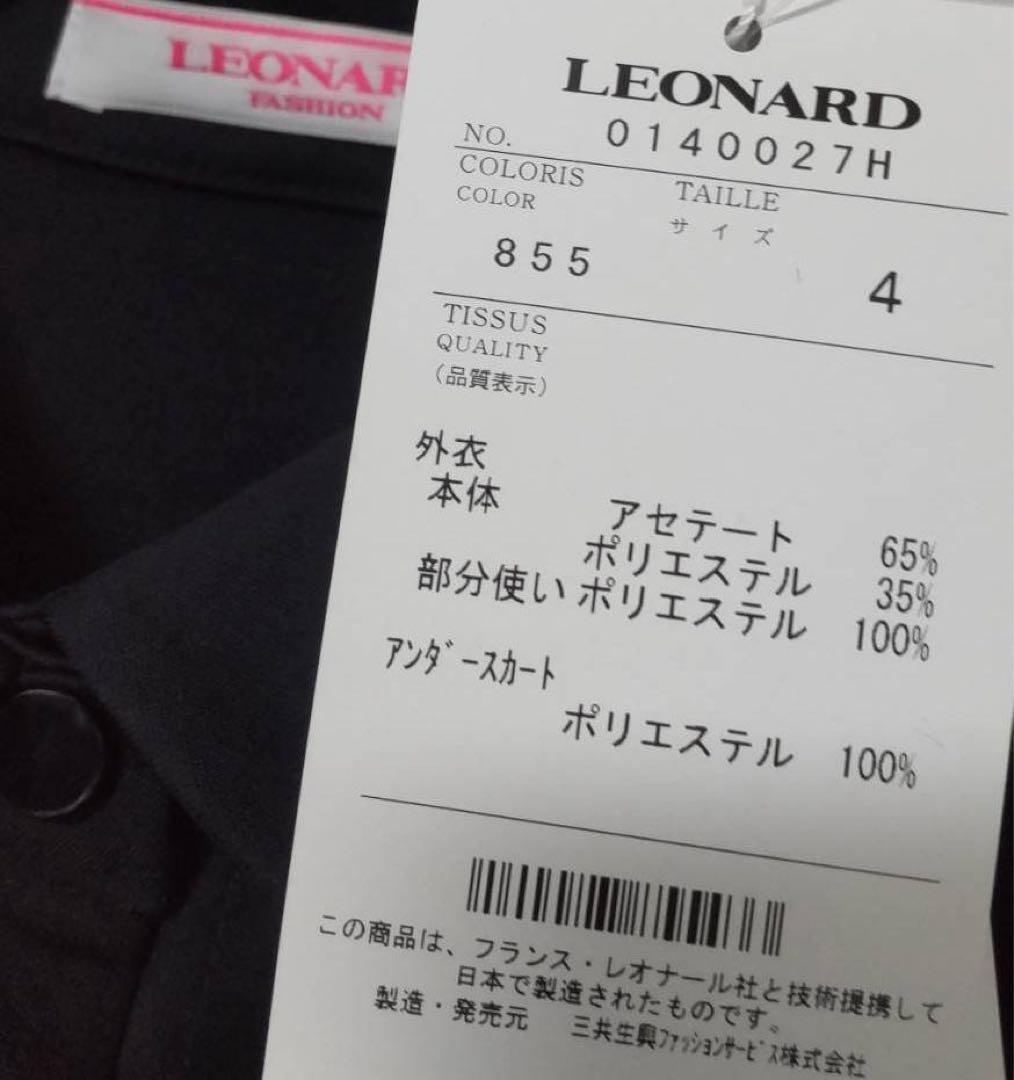 LEONAR
FASHION
LEONARD
NO. 0140027H
COLORIS TAILLE
COLOR サイズ
855 4
TISSUS
QUALITY
(品質表示)
外衣
本体 アセテート 65%
ポリエステル 35%
部分使い ポリエステル 100%
アンダースカート
ポリエステル 100%
この商品は、フランス・レオナール社と技術提携して
日本で製造されたものです。
製造・発売元 三共生興ファッションサービス株式会社